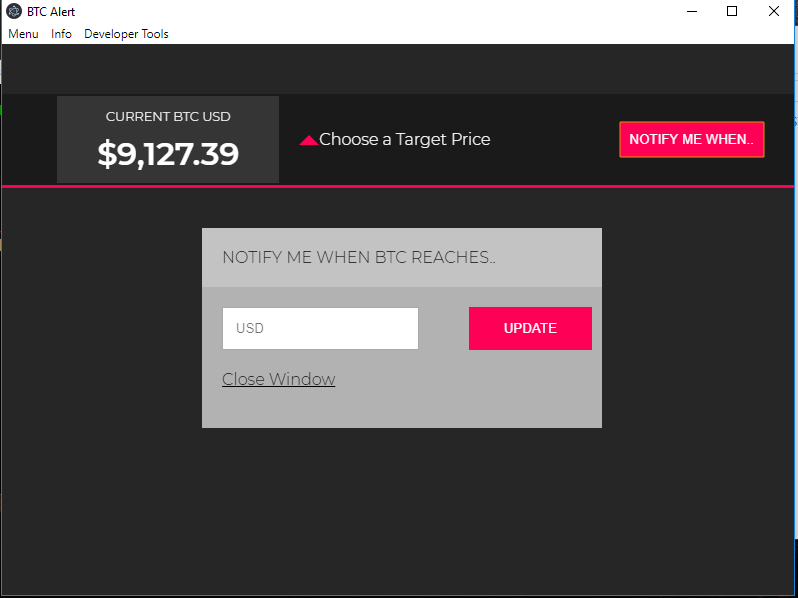 BTC Alert
Menu Info Developer Tools
CURRENT BTC USD
$9,127.39
Choose a Target Price
NOTIFY ME WHEN..
NOTIFY ME WHEN BTC REACHES..
USD
UPDATE
Close Window